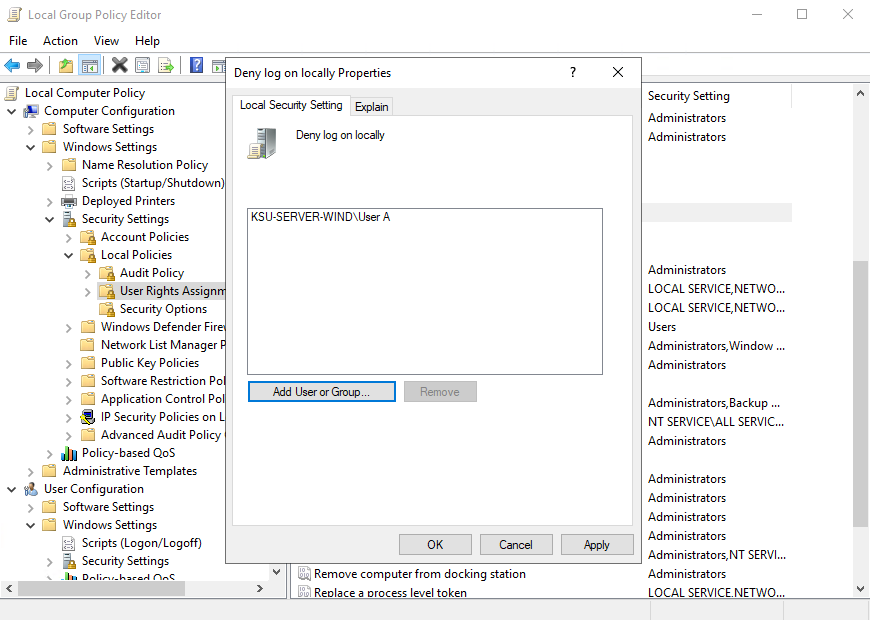 Local Group Policy Editor
File Action View Help
Local Computer Policy
Computer Configuration
Software Settings
Windows Settings
Name Resolution Policy
Scripts (Startup/Shutdown)
Deployed Printers
Security Settings
Account Policies
Local Policies
Audit Policy
User Rights Assignm
Security Options
Windows Defender Firew
Network List Manager P
Public Key Policies
Software Restriction Pol
Application Control Pol
IP Security Policies on L
Advanced Audit Policy
Policy-based QoS
Administrative Templates
User Configuration
Software Settings
Windows Settings
Scripts (Logon/Logoff)
Security Settings
Policy-based QoS
Deny log on locally Properties
?
Local Security Setting Explain
Deny log on locally
KSU-SERVER-WIND\User A
Add User or Group... Remove
OK Cancel Apply
Security Setting
Administrators
Administrators
Administrators
LOCAL SERVICE,NETWO...
LOCAL SERVICE,NETWO...
Users
Administrators,Window ...
Administrators
Administrators,Backup ...
NT SERVICE\ALL SERVIC...
Administrators
Administrators
Administrators
Administrators
Administrators
Administrators,NT SERVI...
Remove computer from docking station Administrators
Replace a process level token LOCAL SERVICE,NETWO...